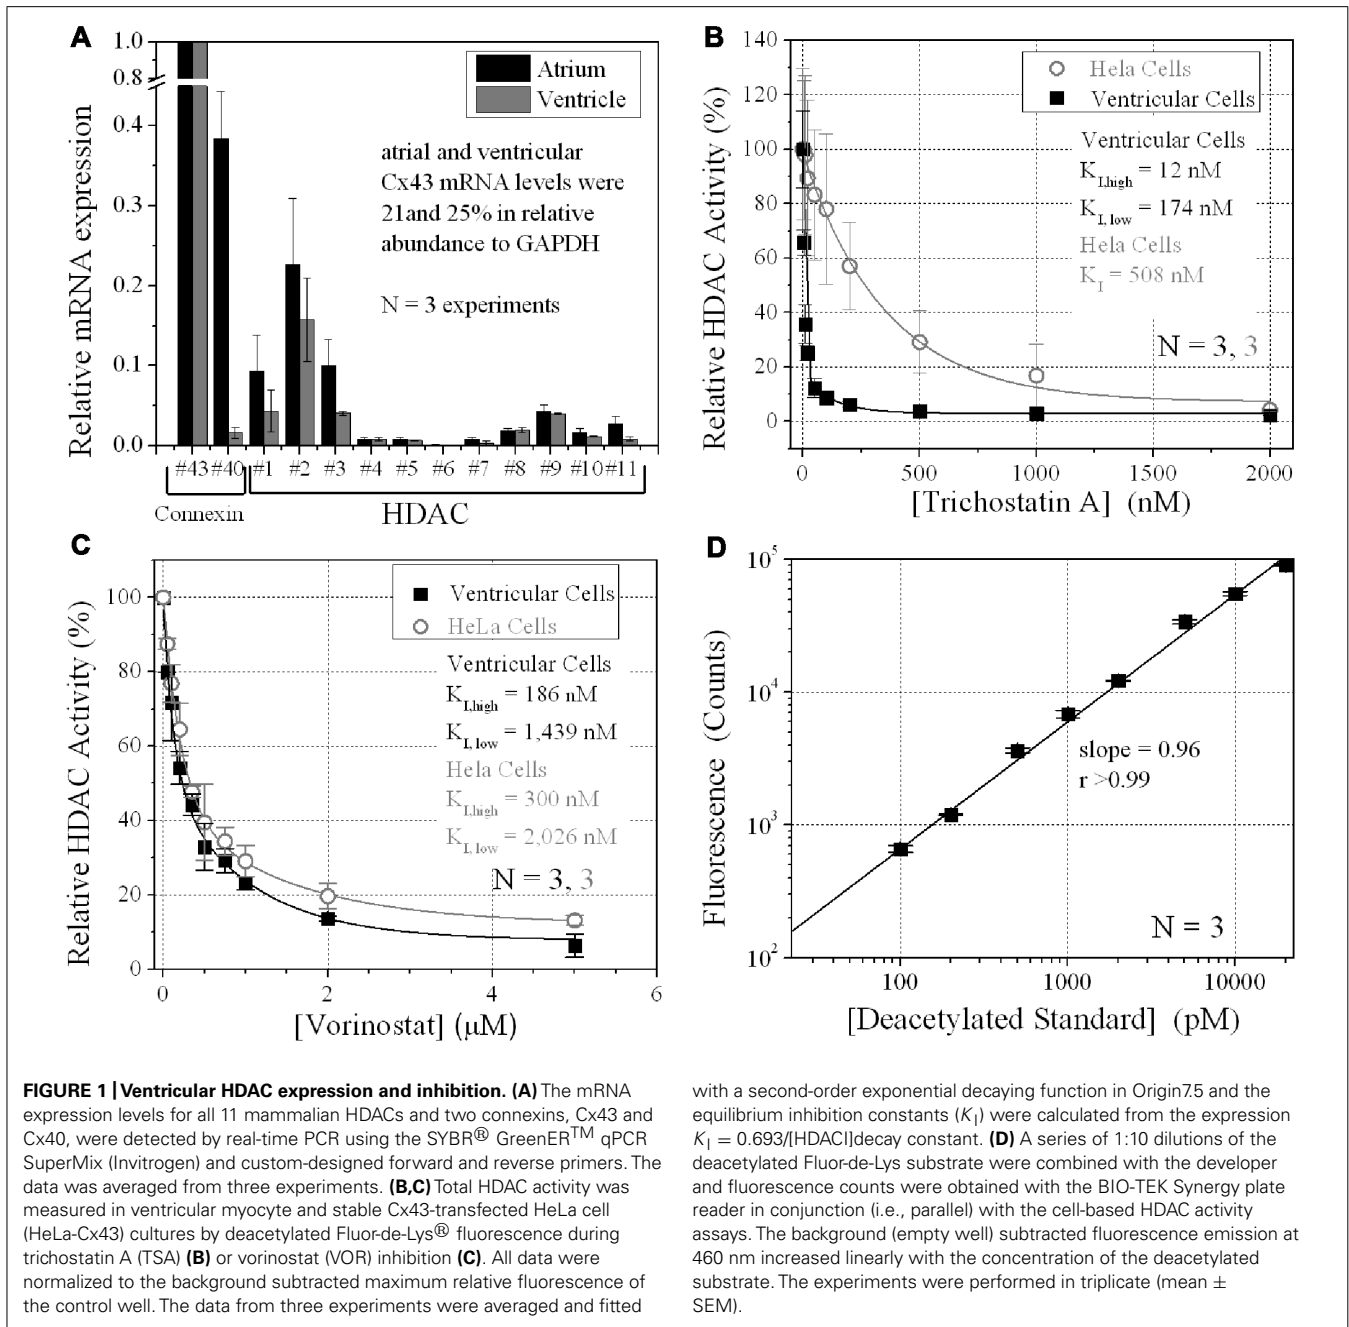 A
1.0
0.8
0.4
0.3
0.2
0.1
0.0
Relative mRNA expression
Atrium
Ventricle
atrial and ventricular
Cx43 mRNA levels were
21and 25% in relative
abundance to GAPDH
N = 3 experiments
#43 #40 #1 #2 #3 #4 #5 #6 #7 #8 #9 #10 #11
Connexin
HDAC
B
140
120
100
80
60
40
20
0
Relative HDAC Activity (%)
Hela Cells
Ventricular Cells
Ventricular Cells
K_I,high = 12 nM
K_I, low = 174 nM
Hela Cells
K_I = 508 nM
N = 3, 3
0 500 1000 1500 2000
[Trichostatin A] (nM)
C
100
80
60
40
20
0
Relative HDAC Activity (%)
Ventricular Cells
HeLa Cells
Ventricular Cells
K_I,high = 186 nM
K_I, low = 1,439 nM
Hela Cells
K_I,high = 300 nM
K_I, low = 2,026 nM
N = 3, 3
0 2 4 6
[Vorinostat] (μM)
D
10^5
10^4
10^3
10^2
Fluorescence (Counts)
slope = 0.96
r >0.99
N = 3
100 1000 10000
[Deacetylated Standard] (pM)
FIGURE 1 | Ventricular HDAC expression and inhibition. (A) The mRNA
expression levels for all 11 mammalian HDACs and two connexins, Cx43 and
Cx40, were detected by real-time PCR using the SYBR® GreenER™ qPCR
SuperMix (Invitrogen) and custom-designed forward and reverse primers. The
data was averaged from three experiments. (B,C) Total HDAC activity was
measured in ventricular myocyte and stable Cx43-transfected HeLa cell
(HeLa-Cx43) cultures by deacetylated Fluor-de-Lys® fluorescence during
trichostatin A (TSA) (B) or vorinostat (VOR) inhibition (C). All data were
normalized to the background subtracted maximum relative fluorescence of
the control well. The data from three experiments were averaged and fitted
with a second-order exponential decaying function in Origin7.5 and the
equilibrium inhibition constants (K_I) were calculated from the expression
K_I = 0.693/[HDACI]decay constant. (D) A series of 1:10 dilutions of the
deacetylated Fluor-de-Lys substrate were combined with the developer
and fluorescence counts were obtained with the BIO-TEK Synergy plate
reader in conjunction (i.e., parallel) with the cell-based HDAC activity
assays. The background (empty well) subtracted fluorescence emission at
460 nm increased linearly with the concentration of the deacetylated
substrate. The experiments were performed in triplicate (mean ±
SEM).